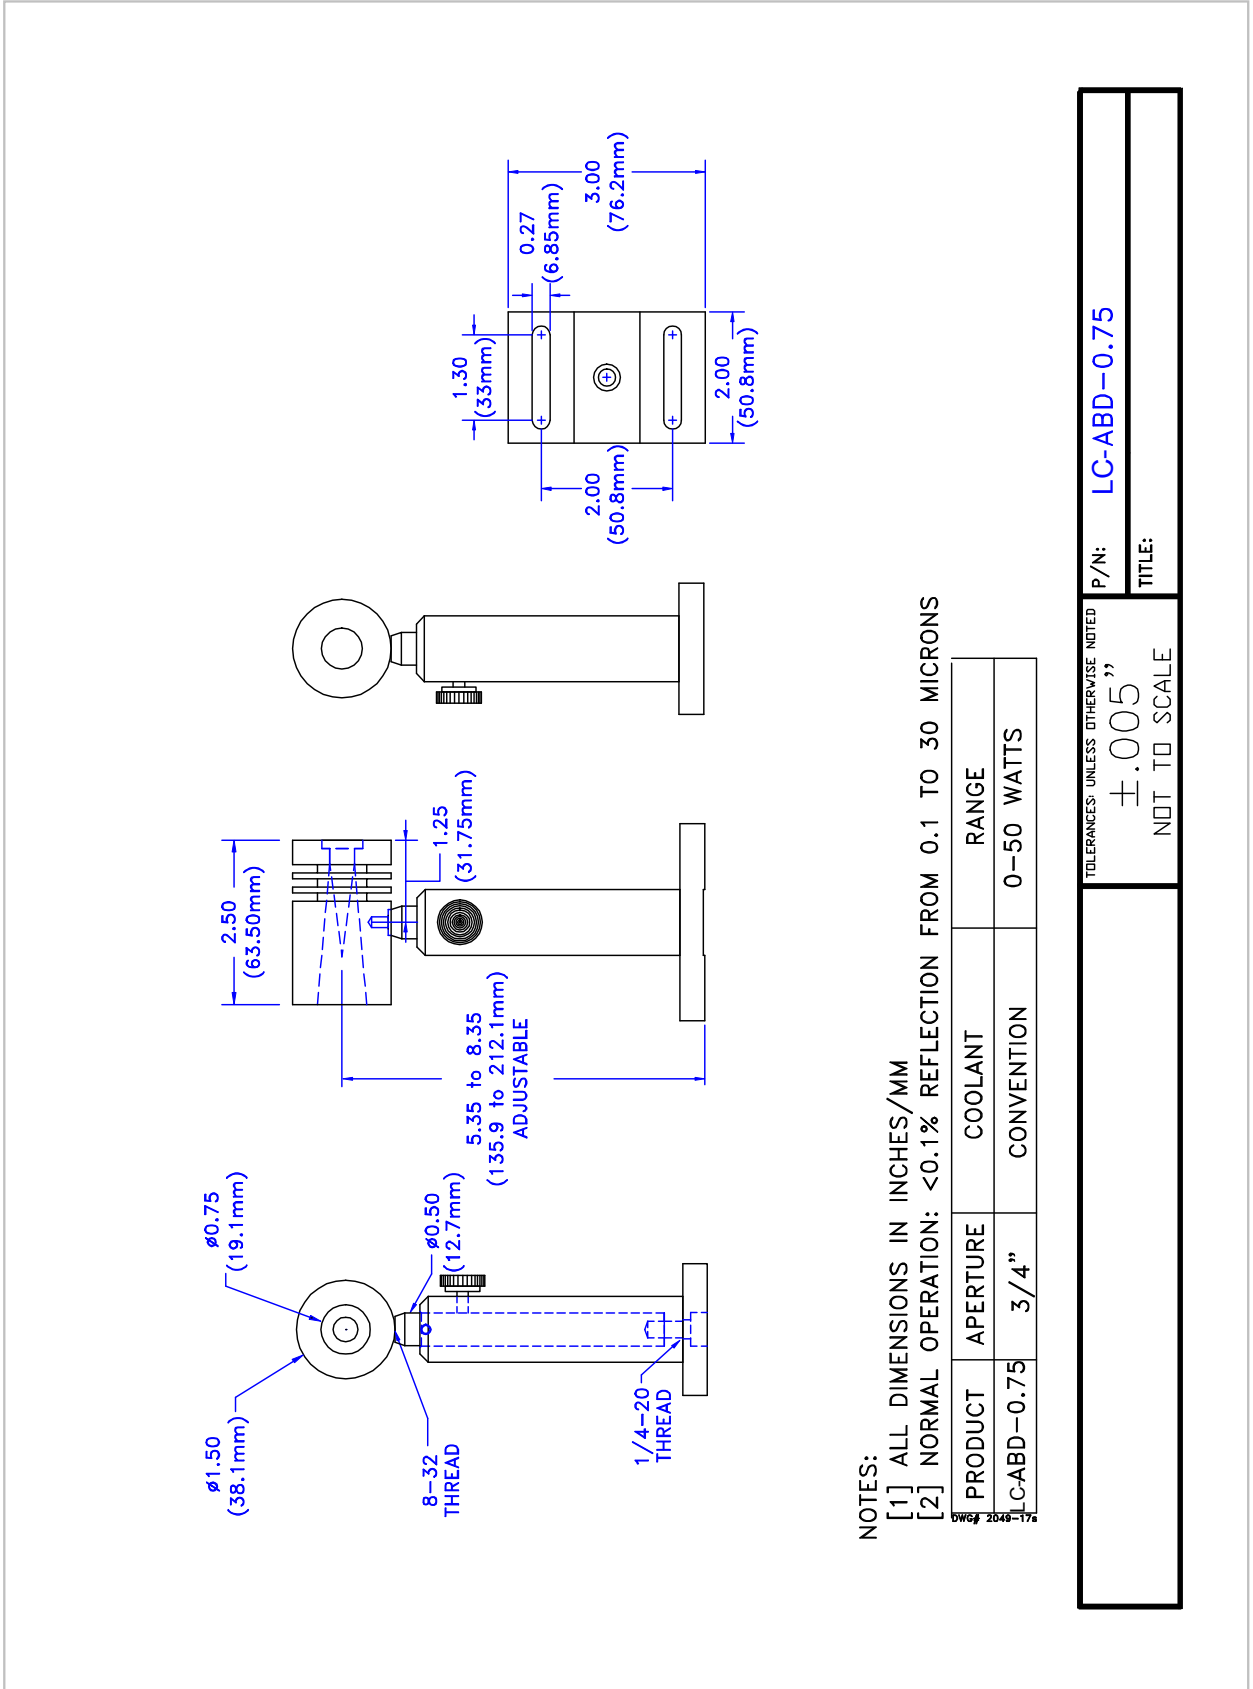 ø1.50
(38.1mm)
ø0.75
(19.1mm)
8-32
THREAD
ø0.50
(12.7mm)
1/4-20
THREAD
2.50
(63.50mm)
1.25
(31.75mm)
5.35 to 8.35
(135.9 to 212.1mm)
ADJUSTABLE
1.30
(33mm)
0.27
(6.85mm)
3.00
(76.2mm)
2.00
(50.8mm)
2.00
(50.8mm)
NOTES:
[1] ALL DIMENSIONS IN INCHES/MM
[2] NORMAL OPERATION: <0.1% REFLECTION FROM 0.1 TO 30 MICRONS
PRODUCT APERTURE COOLANT RANGE
LC-ABD-0.75 3/4" CONVENTION 0-50 WATTS
DWG# 2049-17a
TOLERANCES: UNLESS OTHERWISE NOTED
±.005"
NOT TO SCALE
P/N: LC-ABD-0.75
TITLE: